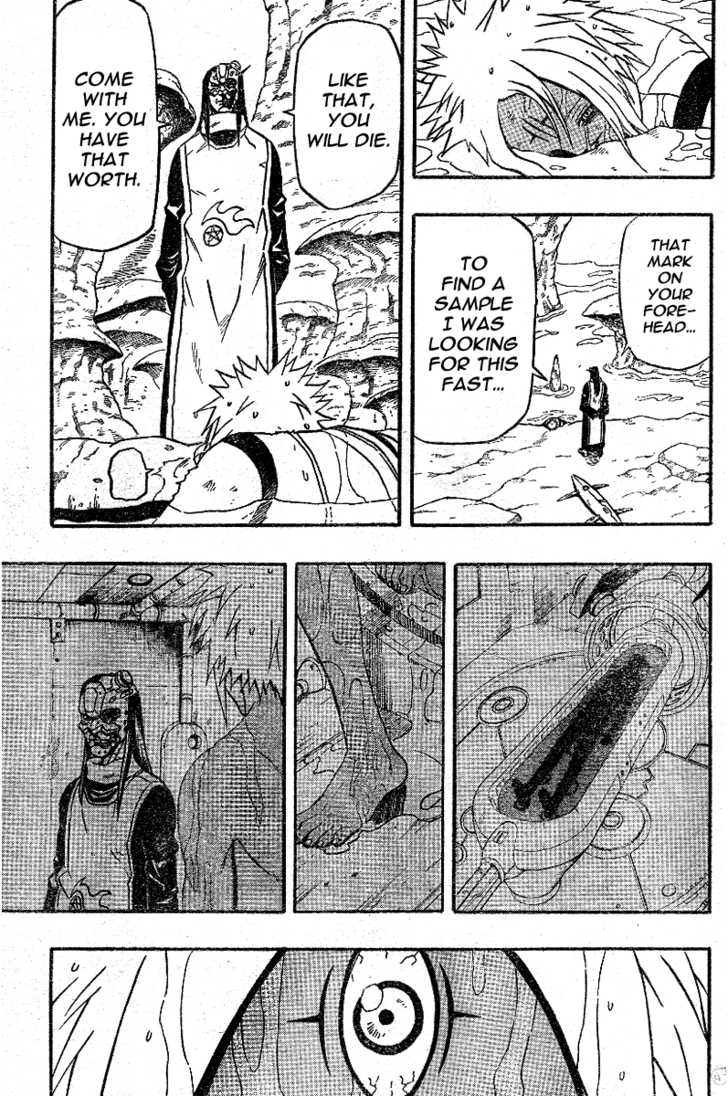 THAT
MARK
ON
YOUR
FORE-
HEAD...
TO
FIND A
SAMPLE
I WAS
LOOKING
FOR THIS
FAST...
LIKE
THAT,
YOU
WILL DIE.
COME
WITH
ME. YOU
HAVE
THAT
WORTH.
...